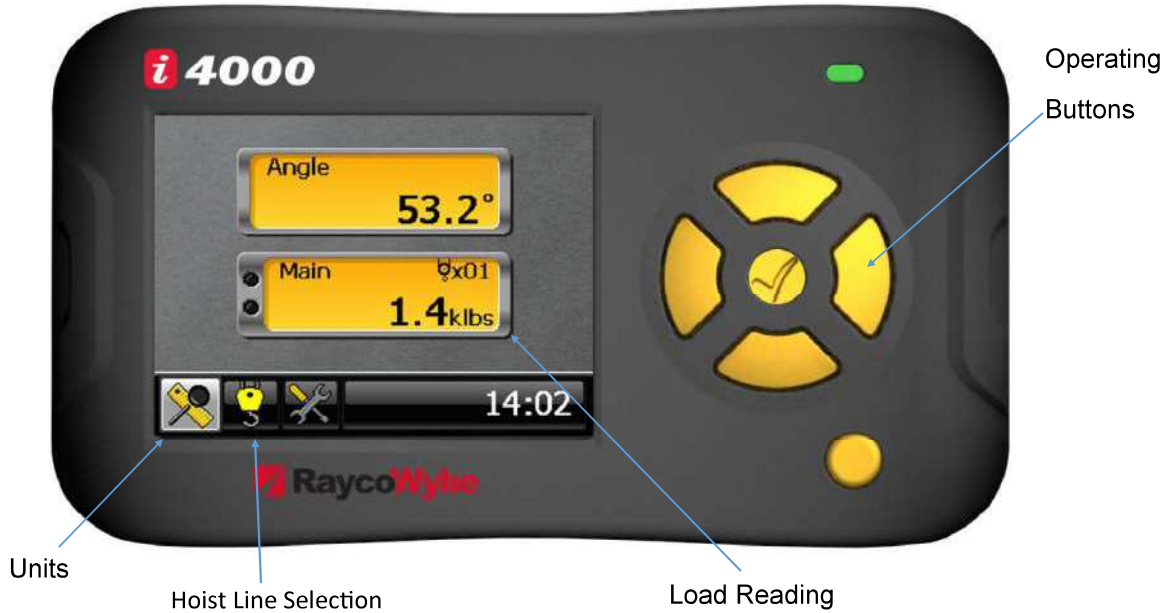 i 4000
Operating
Buttons
Angle
53.2°
Main x01
1.4klbs
14:02
RaycoWylie
Units
Hoist Line Selection
Load Reading